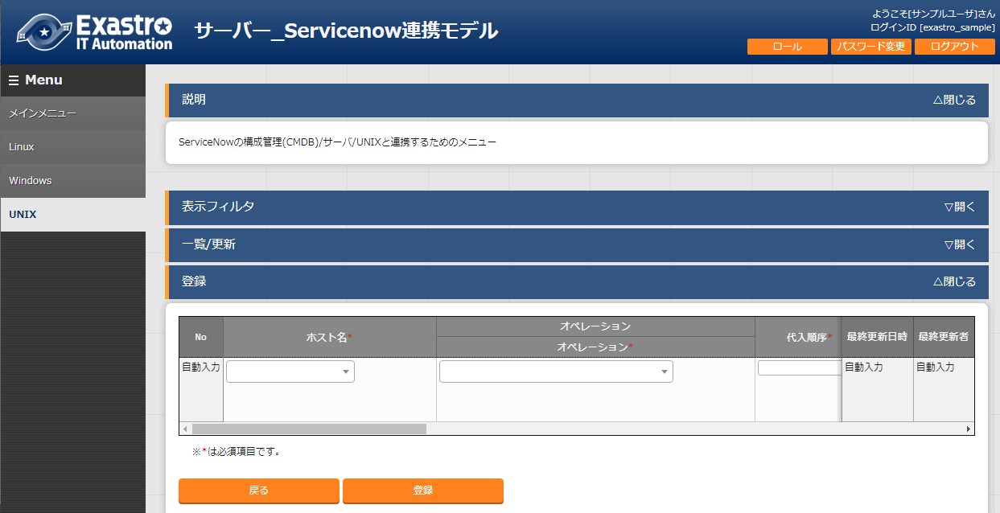 Exastro
IT Automation
サーバー_Servicenow連携モデル
ようこそ[サンプルユーザ]さん
ログインID [exastro_sample]
ロール
パスワード変更
ログアウト
Menu
メインメニュー
Linux
Windows
UNIX
説明
△閉じる
ServiceNowの構成管理(CMDB)/サーバ/UNIXと連携するためのメニュー
表示フィルタ
▽開く
一覧/更新
▽開く
登録
△閉じる
No
ホスト名*
オペレーション
オペレーション*
代入順序*
最終更新日時
最終更新者
自動入力
自動入力
自動入力
※*は必須項目です。
戻る
登録